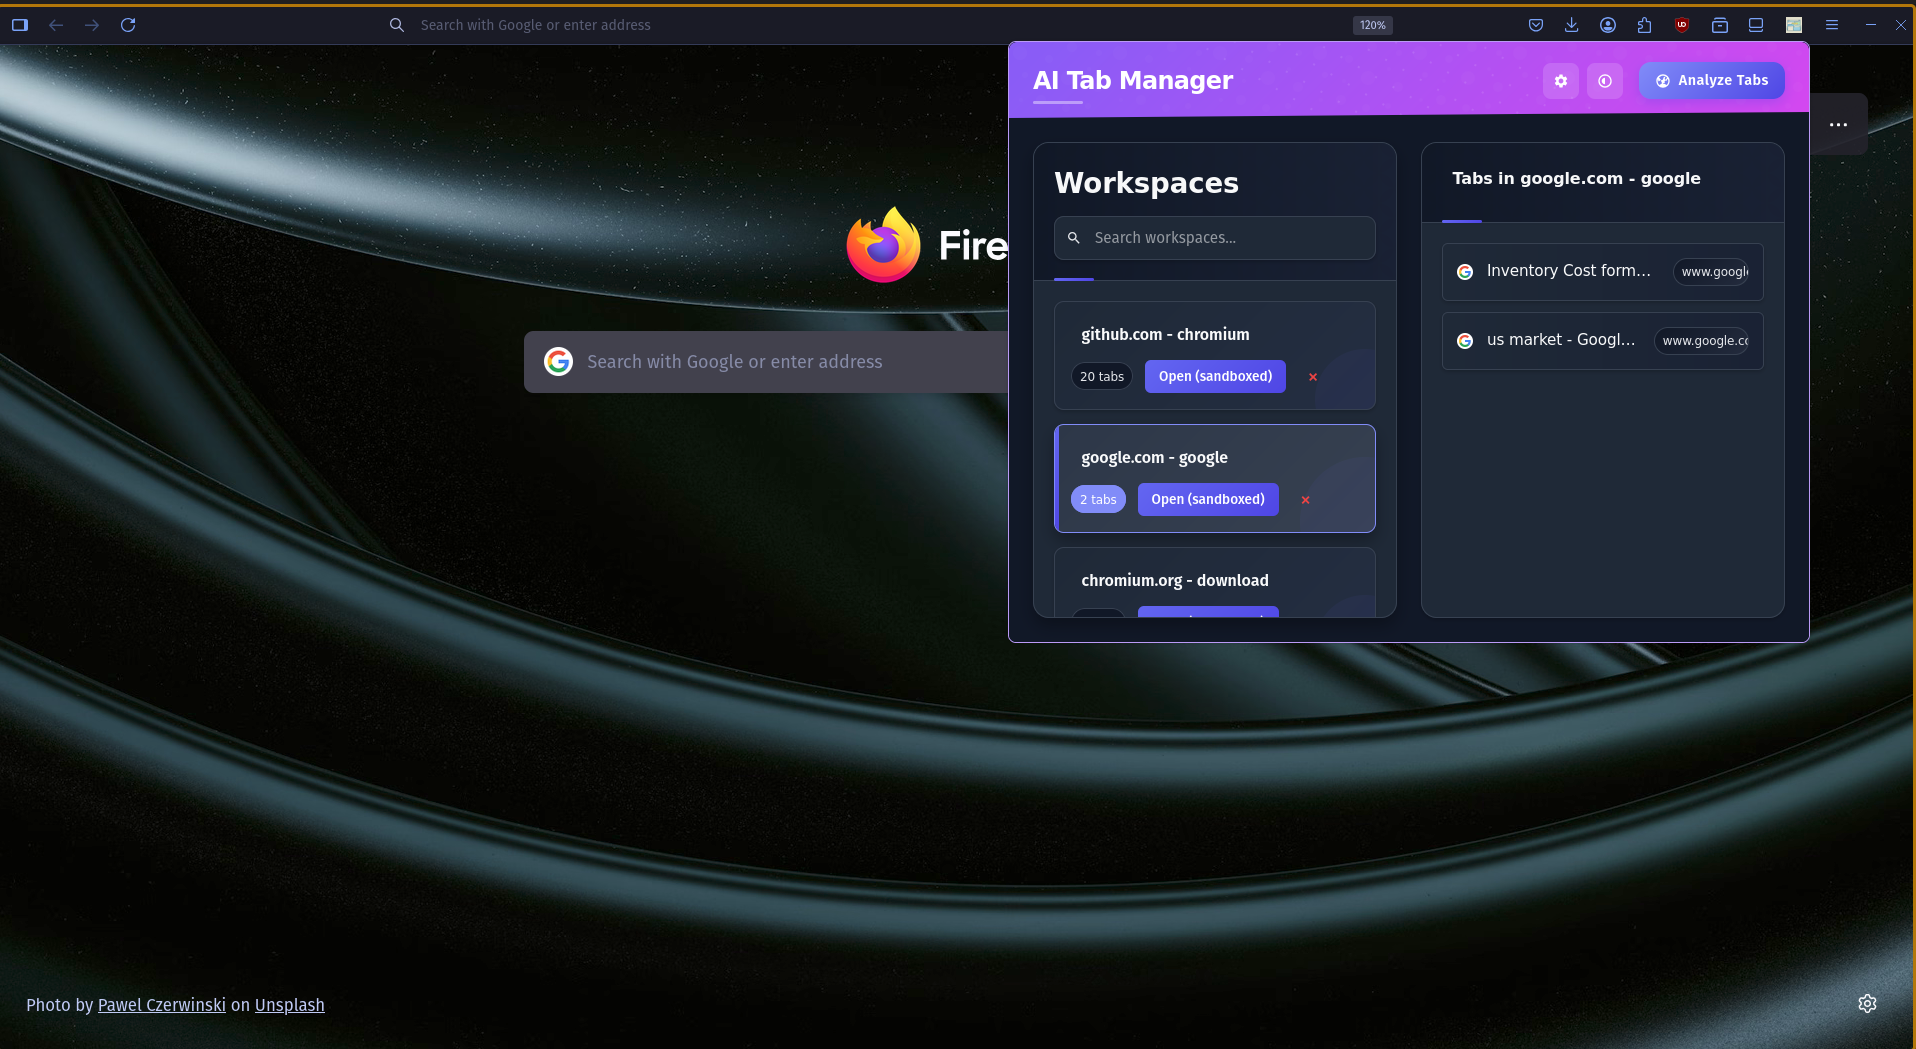 Search with Google or enter address
120%
AI Tab Manager
Analyze Tabs
Workspaces
Search workspaces...
github.com - chromium
20 tabs
Open (sandboxed)
google.com - google
2 tabs
Open (sandboxed)
chromium.org - download
Tabs in google.com - google
Inventory Cost form…
www.googl
us market - Googl…
www.google.co
Fire
Search with Google or enter address
Photo by Pawel Czerwinski on Unsplash